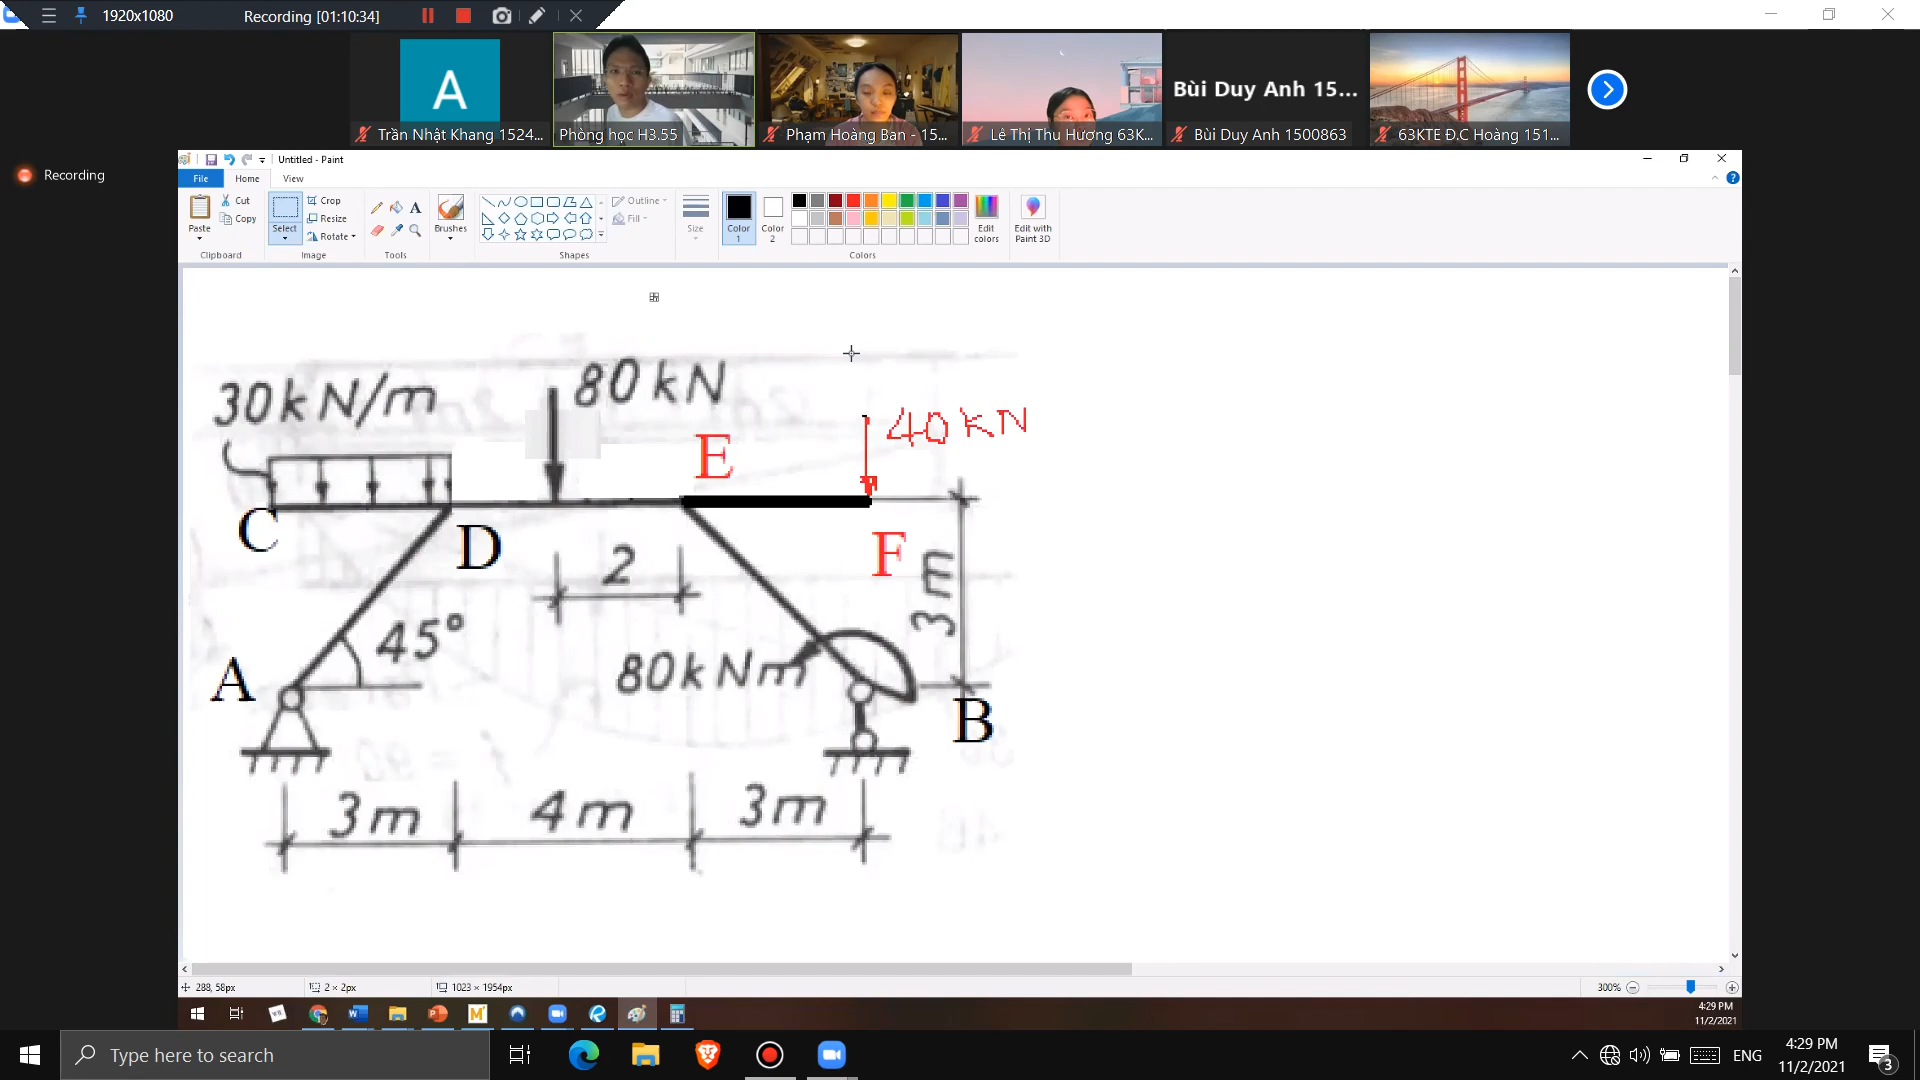 1920x1080
Recording [01:10:34]
A
Trần Nhật Khang 1524...
Phòng học H3.55
Phạm Hoàng Ban - 15...
Lê Thị Thu Hương 63K...
Bùi Duy Anh 15...
Bùi Duy Anh 1500863
63KTE Đ.C Hoàng 151...
Recording
Untitled - Paint
File
Home
View
Paste
Cut
Copy
Clipboard
Select
Crop
Resize
Rotate
Image
A
Tools
Brushes
Outline
Fill
Shapes
Size
Color 1
Color 2
Edit colors
Edit with Paint 3D
Colors
30kN/m
80kN
40kN
E
C
D
F
2
3m
45°
80kNm
A
B
3m
4m
3m
288, 58px
2 × 2px
1023 × 1954px
300%
4:29 PM
11/2/2021
Type here to search
ENG
4:29 PM
11/2/2021
3